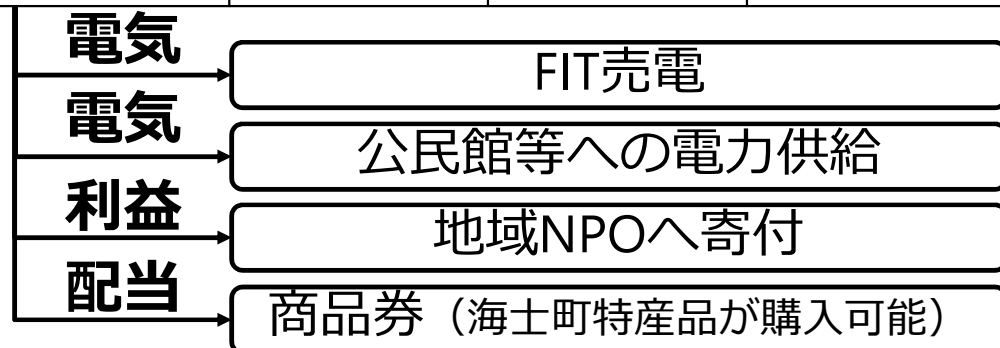 電気
FIT売電
電気
公民館等への電力供給
利益
地域NPOへ寄付
配当
商品券（海士町特産品が購入可能）